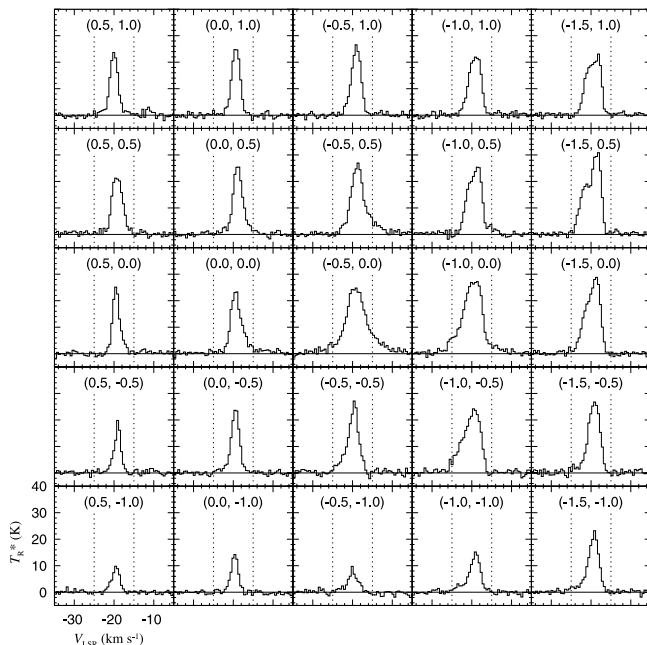 (0.5, 1.0) (0.0, 1.0) (-0.5, 1.0) (-1.0, 1.0) (-1.5, 1.0)
(0.5, 0.5) (0.0, 0.5) (-0.5, 0.5) (-1.0, 0.5) (-1.5, 0.5)
(0.5, 0.0) (0.0, 0.0) (-0.5, 0.0) (-1.0, 0.0) (-1.5, 0.0)
(0.5, -0.5) (0.0, -0.5) (-0.5, -0.5) (-1.0, -0.5) (-1.5, -0.5)
40
(0.5, -1.0) (0.0, -1.0) (-0.5, -1.0) (-1.0, -1.0) (-1.5, -1.0)
30
20
10
0
T_R* (K)
-30 -20 -10
V_LSR (km s⁻¹)